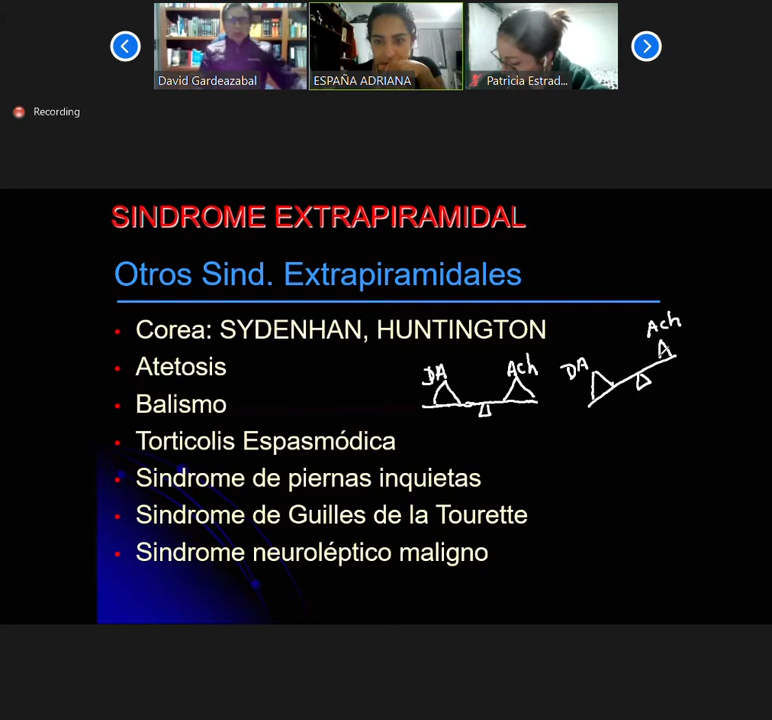 David Gardeazabal
ESPAÑA ADRIANA
Patricia Estrad...
Recording
SINDROME EXTRAPIRAMIDAL
Otros Sind. Extrapiramidales
• Corea: SYDENHAN, HUNTINGTON
• Atetosis
• Balismo
• Torticolis Espasmódica
• Sindrome de piernas inquietas
• Sindrome de Guilles de la Tourette
• Sindrome neuroléptico maligno
DA Ach
DA Ach